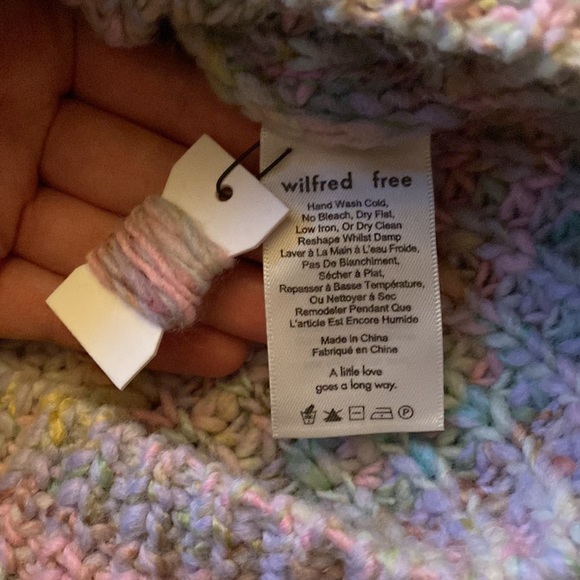 wilfred free
Hand Wash Cold,
No Bleach, Dry Flat,
Low Iron, Or Dry Clean
Reshape Whilst Damp
Laver à La Main à L'eau Froide,
Pas De Blanchiment,
Sécher à Plat,
Repasser à Basse Température,
Ou Nettoyer à Sec
Remodeler Pendant Que
L'article Est Encore Humide
Made in China
Fabriqué en Chine
A little love
goes a long way.
P